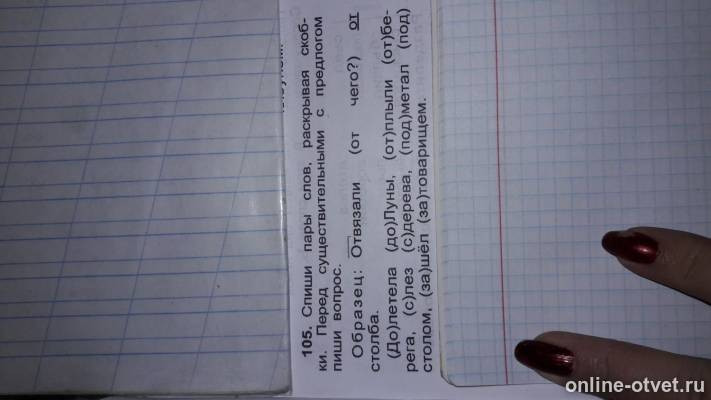 105. Спиши пары слов, раскрывая скоб-
ки. Перед существительными с предлогом
пиши вопрос.
Образец: Отвязали (от чего?) от
столба.
(До)летела (до)Луны, (от)плыли (от)бе-
рега, (с)лез (с)дерева, (под)метал (под)
столом, (за)шёл (за)товарищем.
online-otvet.ru